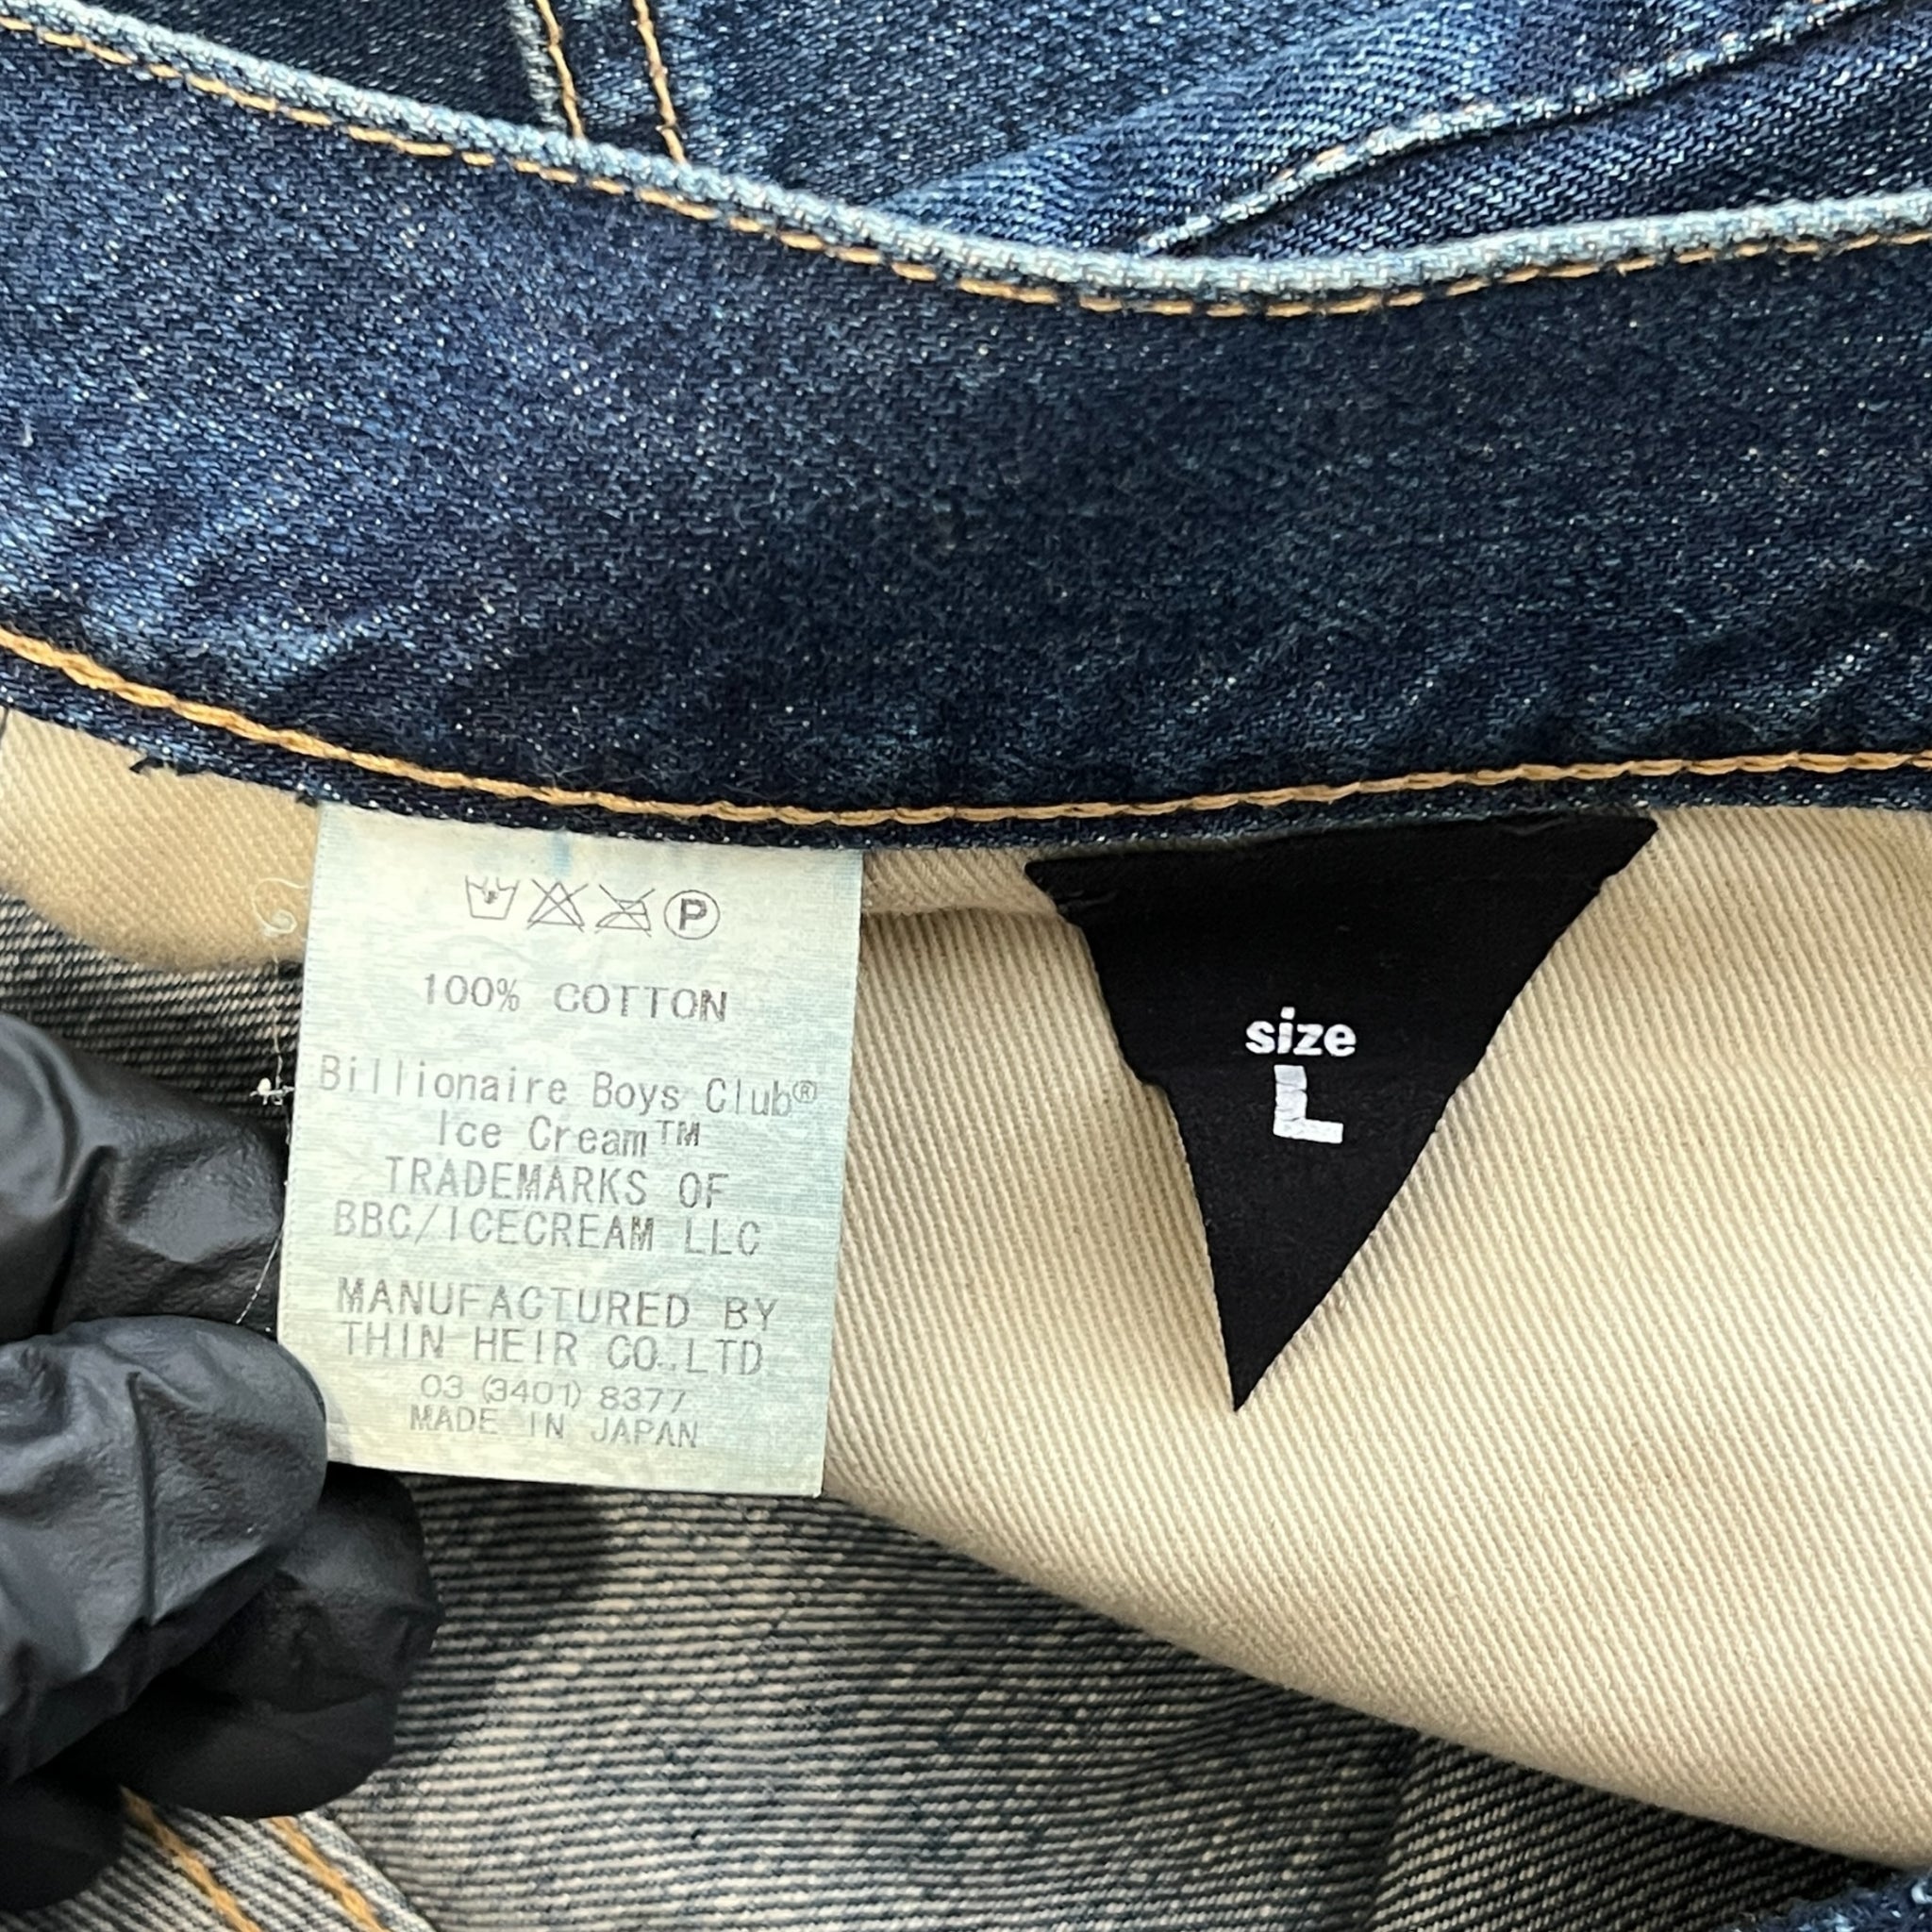 P
100% COTTON
Billionaire Boys Club®
Ice Cream™
TRADEMARKS OF
BBC/ICECREAM LLC
MANUFACTURED BY
THIN HEIR CO.,LTD
03 (3401) 8377
MADE IN JAPAN
size
L